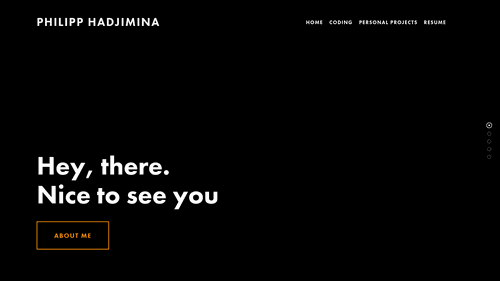 PHILIPP HADJIMINA
HOME CODING PERSONAL PROJECTS RESUME
Hey, there.
Nice to see you
ABOUT ME